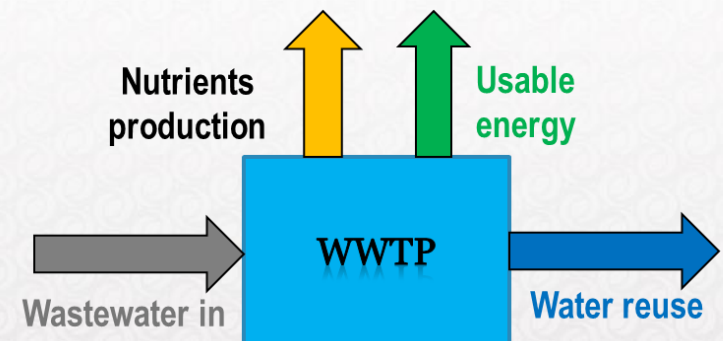 Nutrients
production
Usable
energy
WWTP
Wastewater in
Water reuse